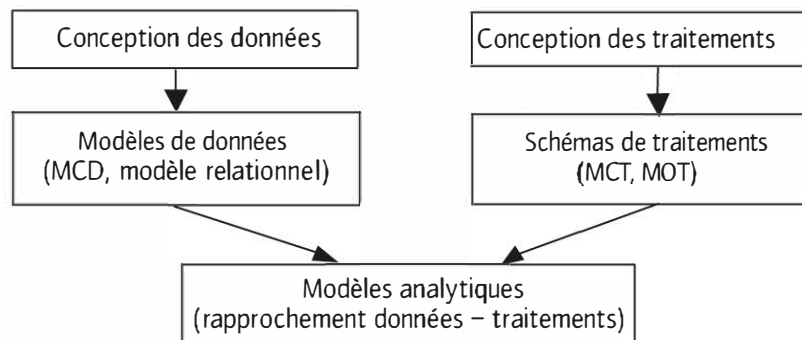 Conception des données
Conception des traitements
Modèles de données
(MCD, modèle relationnel)
Schémas de traitements
(MCT, MOT)
Modèles analytiques
(rapprochement données – traitements)